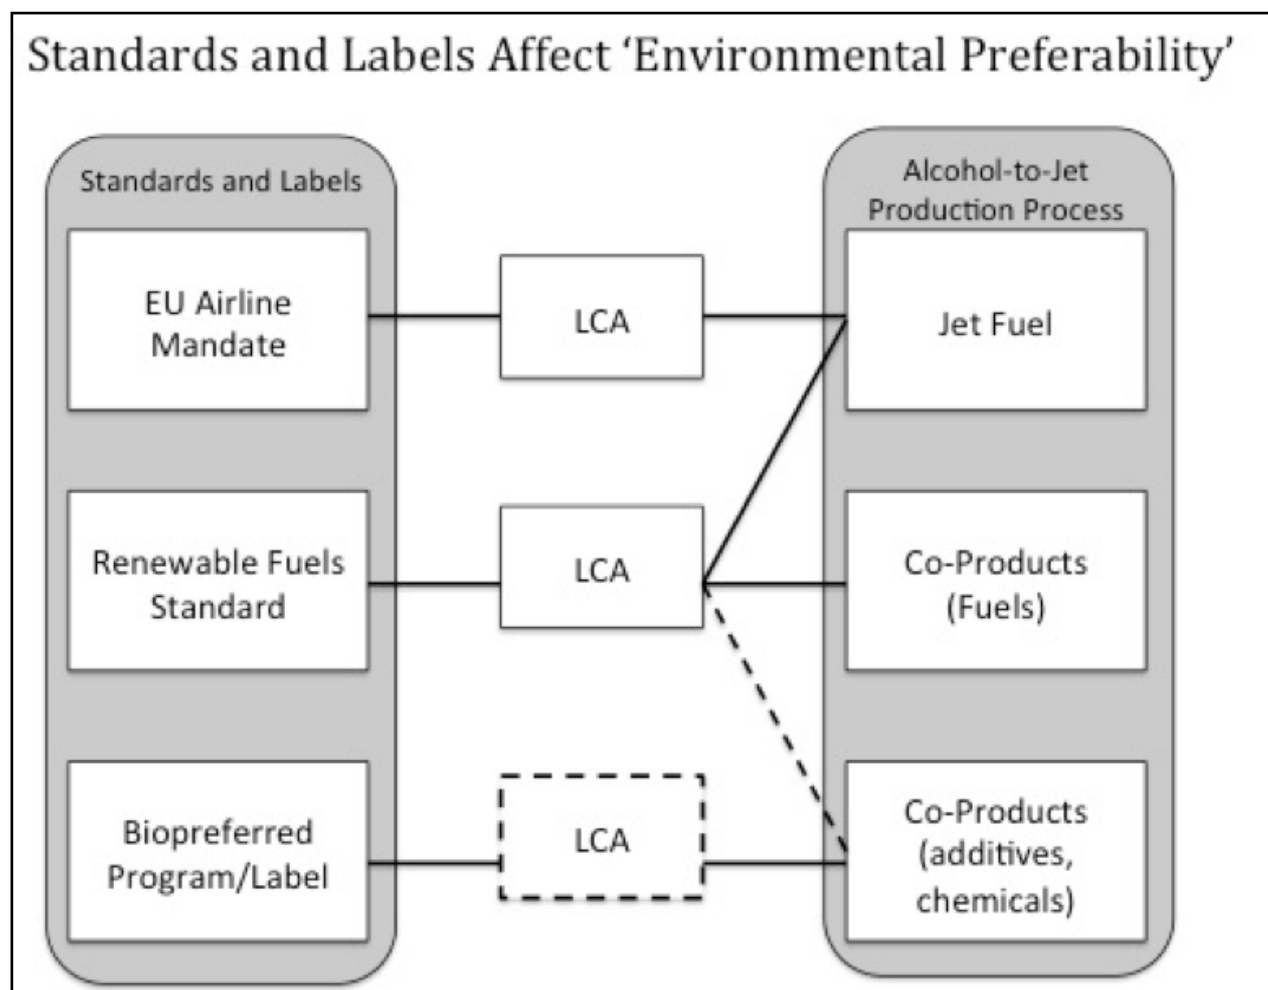 Standards and Labels Affect ‘Environmental Preferability’
Standards and Labels
EU Airline
Mandate
Renewable Fuels
Standard
Biopreferred
Program/Label
LCA
LCA
LCA
Alcohol-to-Jet
Production Process
Jet Fuel
Co-Products
(Fuels)
Co-Products
(additives,
chemicals)